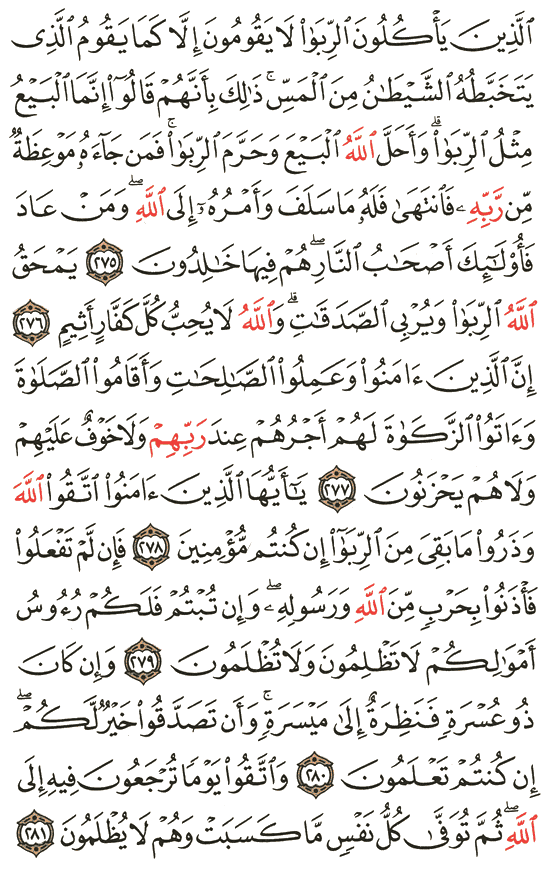 ٱلَّذِينَ يَأۡكُلُونَ ٱلرِّبَوٰاْ لَا يَقُومُونَ إِلَّا كَمَا يَقُومُ ٱلَّذِي
يَتَخَبَّطُهُ ٱلشَّيۡطَٰنُ مِنَ ٱلۡمَسِّۚ ذَٰلِكَ بِأَنَّهُمۡ قَالُوٓاْ إِنَّمَا ٱلۡبَيۡعُ
مِثۡلُ ٱلرِّبَوٰاْۗ وَأَحَلَّ ٱللَّهُ ٱلۡبَيۡعَ وَحَرَّمَ ٱلرِّبَوٰاْۚ فَمَن جَآءَهُۥ مَوۡعِظَةٞ
مِّن رَّبِّهِۦ فَٱنتَهَىٰ فَلَهُۥ مَا سَلَفَ وَأَمۡرُهُۥٓ إِلَى ٱللَّهِۖ وَمَنۡ عَادَ
فَأُوْلَٰٓئِكَ أَصۡحَٰبُ ٱلنَّارِۖ هُمۡ فِيهَا خَٰلِدُونَ ٢٧٥ يَمۡحَقُ
ٱللَّهُ ٱلرِّبَوٰاْ وَيُرۡبِي ٱلصَّدَقَٰتِۗ وَٱللَّهُ لَا يُحِبُّ كُلَّ كَفَّارٍ أَثِيمٍ ٢٧٦
إِنَّ ٱلَّذِينَ ءَامَنُواْ وَعَمِلُواْ ٱلصَّٰلِحَٰتِ وَأَقَامُواْ ٱلصَّلَوٰةَ
وَءَاتَوُاْ ٱلزَّكَوٰةَ لَهُمۡ أَجۡرُهُمۡ عِندَ رَبِّهِمۡ وَلَا خَوۡفٌ عَلَيۡهِمۡ
وَلَا هُمۡ يَحۡزَنُونَ ٢٧٧ يَٰٓأَيُّهَا ٱلَّذِينَ ءَامَنُواْ ٱتَّقُواْ ٱللَّهَ
وَذَرُواْ مَا بَقِيَ مِنَ ٱلرِّبَوٰٓاْ إِن كُنتُم مُّؤۡمِنِينَ ٢٧٨ فَإِن لَّمۡ تَفۡعَلُواْ
فَأۡذَنُواْ بِحَرۡبٖ مِّنَ ٱللَّهِ وَرَسُولِهِۦۖ وَإِن تُبۡتُمۡ فَلَكُمۡ رُءُوسُ
أَمۡوَٰلِكُمۡ لَا تَظۡلِمُونَ وَلَا تُظۡلَمُونَ ٢٧٩ وَإِن كَانَ
ذُو عُسۡرَةٖ فَنَظِرَةٌ إِلَىٰ مَيۡسَرَةٖۚ وَأَن تَصَدَّقُواْ خَيۡرٞ لَّكُمۡۖ
إِن كُنتُمۡ تَعۡلَمُونَ ٢٨٠ وَٱتَّقُواْ يَوۡمٗا تُرۡجَعُونَ فِيهِ إِلَى
ٱللَّهِۖ ثُمَّ تُوَفَّىٰ كُلُّ نَفۡسٖ مَّا كَسَبَتۡ وَهُمۡ لَا يُظۡلَمُونَ ٢٨١